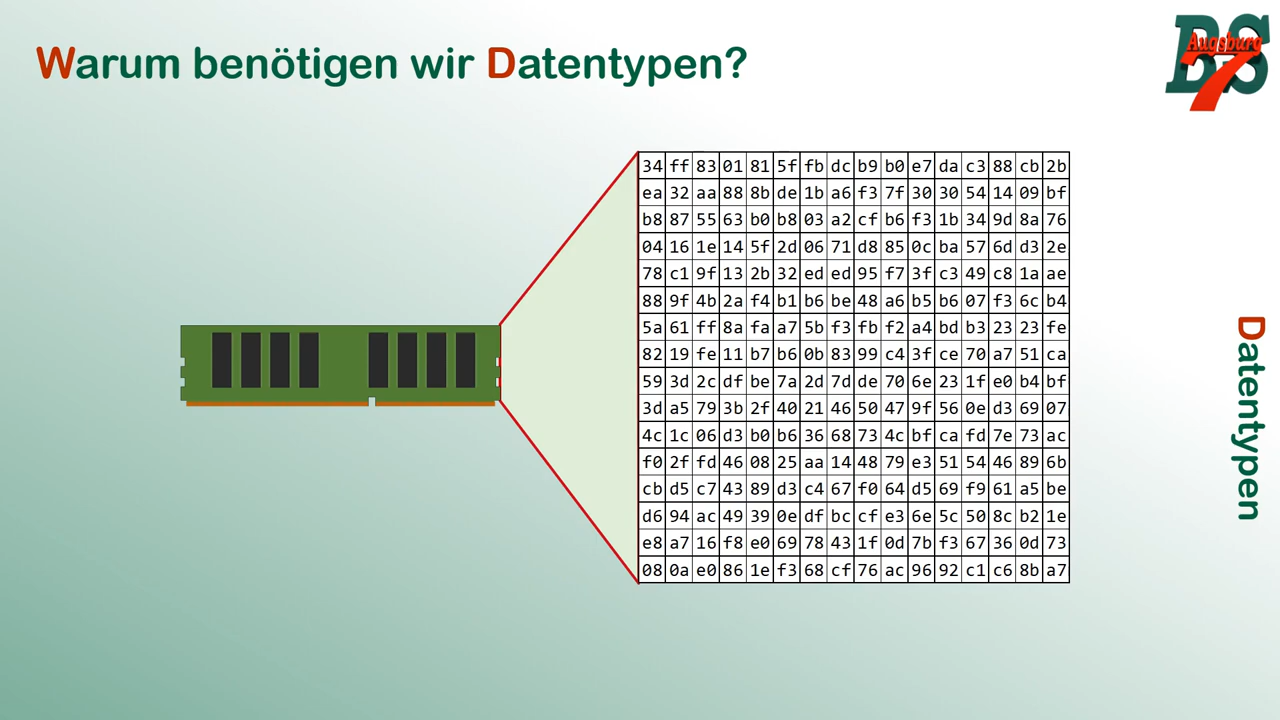 Warum benötigen wir Datentypen?
BS
Augsburg
7
34 ff 83 01 81 5f fb dc b9 b0 e7 da c3 88 cb 2b
ea 32 aa 88 8b de 1b a6 f3 7f 30 30 54 14 09 bf
b8 87 55 63 b0 b8 03 a2 cf b6 f3 1b 34 9d 8a 76
04 16 1e 14 5f 2d 06 71 d8 85 0c ba 57 6d d3 2e
78 c1 9f 13 2b 32 ed ed 95 f7 3f c3 49 c8 1a ae
88 9f 4b 2a f4 b1 b6 be 48 a6 b5 b6 07 f3 6c b4
5a 61 ff 8a fa a7 5b f3 fb f2 a4 bd b3 23 23 fe
82 19 fe 11 b7 b6 0b 83 99 c4 3f ce 70 a7 51 ca
59 3d 2c df be 7a 2d 7d de 70 6e 23 1f e0 b4 bf
3d a5 79 3b 2f 40 21 46 50 47 9f 56 0e d3 69 07
4c 1c 06 d3 b0 b6 36 68 73 4c bf ca fd 7e 73 ac
f0 2f fd 46 08 25 aa 14 48 79 e3 51 54 46 89 6b
cb d5 c7 43 89 d3 c4 67 f0 64 d5 69 f9 61 a5 be
d6 94 ac 49 39 0e df bc cf e3 6e 5c 50 8c b2 1e
e8 a7 16 f8 e0 69 78 43 1f 0d 7b f3 67 36 0d 73
08 0a e0 86 1e f3 68 cf 76 ac 96 92 c1 c6 8b a7
Datentypen